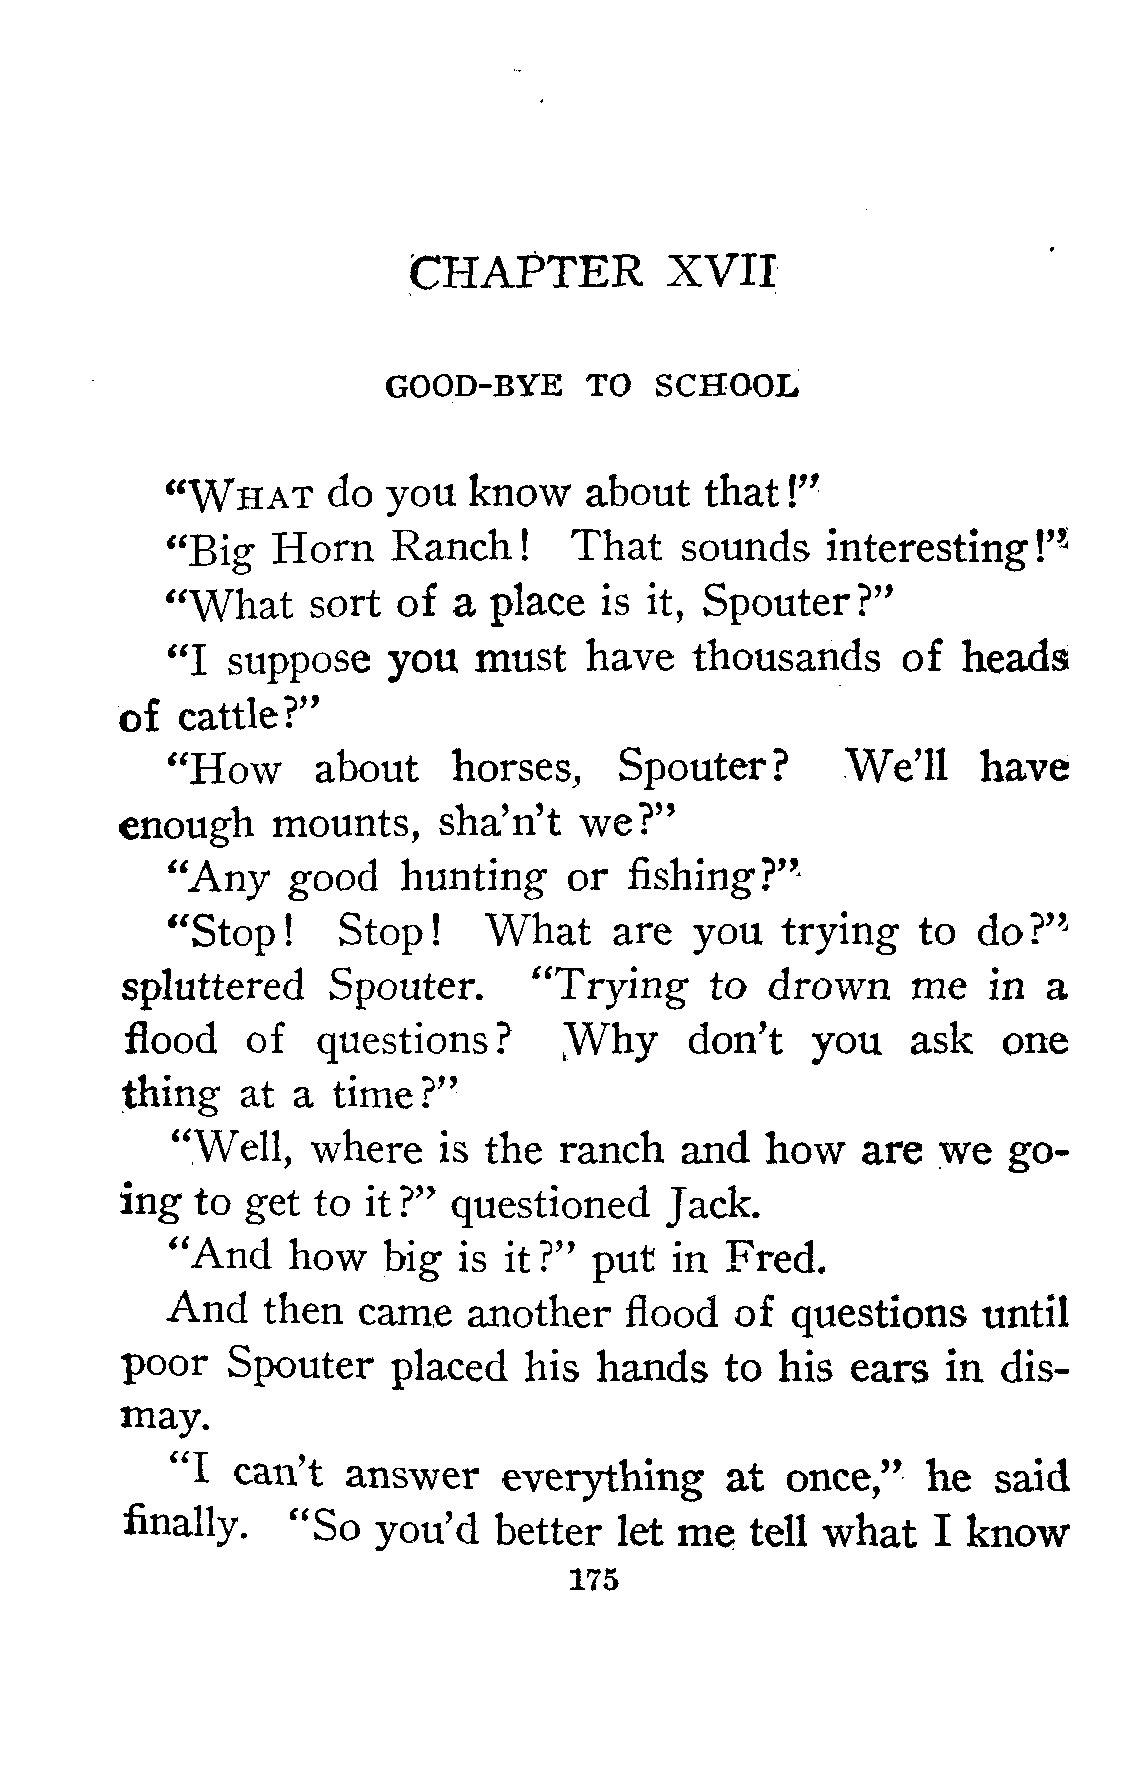 CHAPTER XVII
GOOD-BYE TO SCHOOL
“WHAT do you know about that!”
“Big Horn Ranch! That sounds interesting!”
“What sort of a place is it, Spouter?”
“I suppose you must have thousands of heads
of cattle?”
“How about horses, Spouter? We’ll have
enough mounts, sha’n’t we?”
“Any good hunting or fishing?”
“Stop! Stop! What are you trying to do?”
spluttered Spouter. “Trying to drown me in a
flood of questions? Why don’t you ask one
thing at a time?”
“Well, where is the ranch and how are we go-
ing to get to it?” questioned Jack.
“And how big is it?” put in Fred.
And then came another flood of questions until
poor Spouter placed his hands to his ears in dis-
may.
“I can’t answer everything at once,” he said
finally. “So you’d better let me tell what I know
175